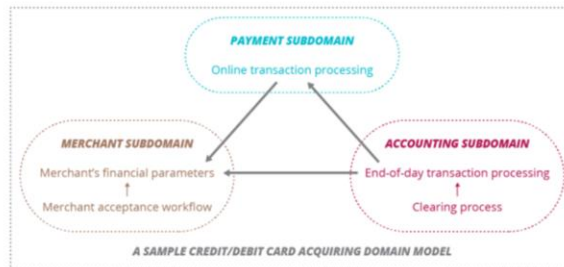 PAYMENT SUBDOMAIN
Online transaction processing
MERCHANT SUBDOMAIN
Merchant's financial parameters
Merchant acceptance workflow
ACCOUNTING SUBDOMAIN
End-of-day transaction processing
Clearing process
A SAMPLE CREDIT/DEBIT CARD ACQUIRING DOMAIN MODEL